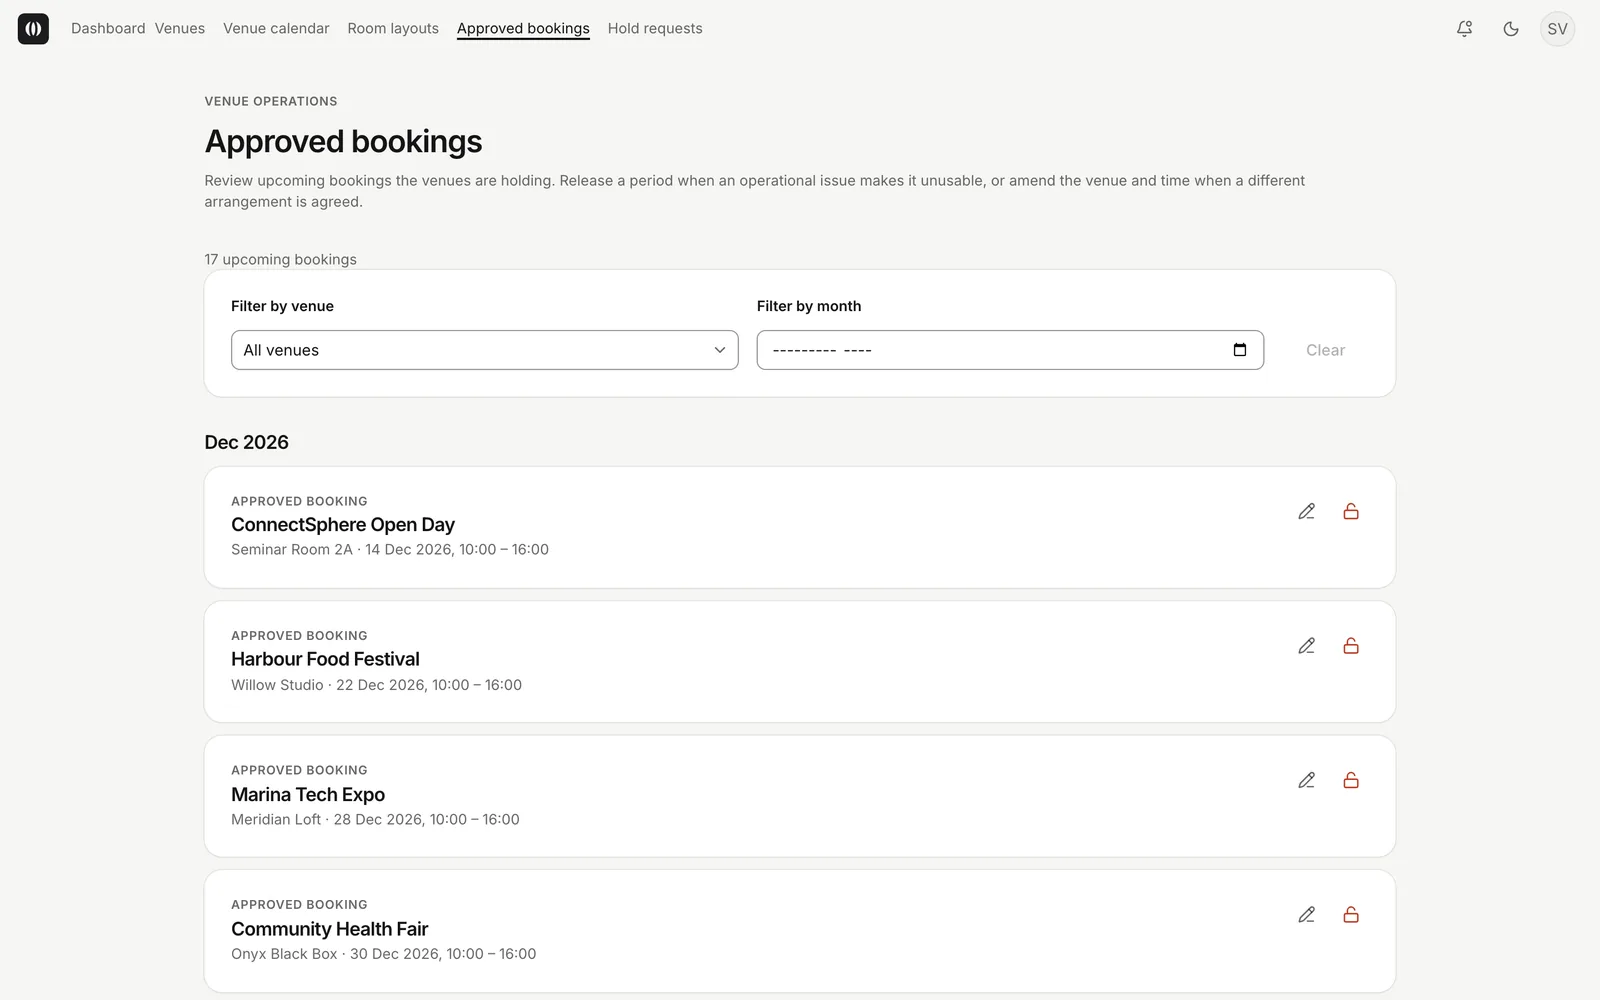 Dashboard Venues Venue calendar Room layouts Approved bookings Hold requests SV
VENUE OPERATIONS
Approved bookings
Review upcoming bookings the venues are holding. Release a period when an operational issue makes it unusable, or amend the venue and time when a different
arrangement is agreed.
17 upcoming bookings
Filter by venue Filter by month
All venues --------- ---- Clear
Dec 2026
APPROVED BOOKING
ConnectSphere Open Day
Seminar Room 2A · 14 Dec 2026, 10:00 – 16:00
APPROVED BOOKING
Harbour Food Festival
Willow Studio · 22 Dec 2026, 10:00 – 16:00
APPROVED BOOKING
Marina Tech Expo
Meridian Loft · 28 Dec 2026, 10:00 – 16:00
APPROVED BOOKING
Community Health Fair
Onyx Black Box · 30 Dec 2026, 10:00 – 16:00